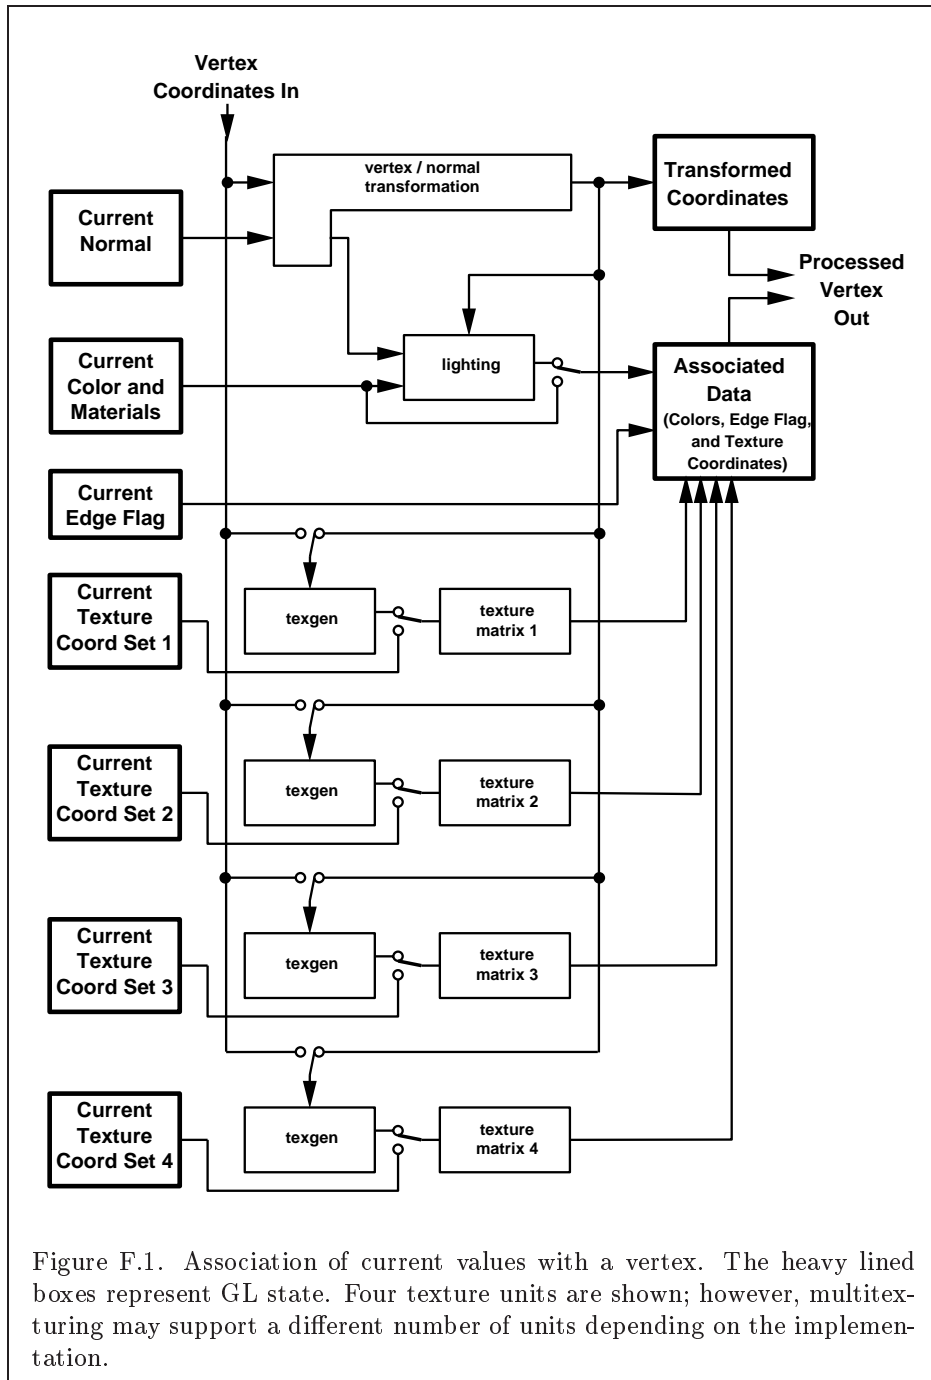 Vertex
Coordinates In
vertex / normal
transformation
Transformed
Coordinates
Current
Normal
Processed
Vertex
Out
Current
Color and
Materials
lighting
Associated
Data
(Colors, Edge Flag,
and Texture
Coordinates)
Current
Edge Flag
Current
Texture
Coord Set 1
texgen
texture
matrix 1
Current
Texture
Coord Set 2
texgen
texture
matrix 2
Current
Texture
Coord Set 3
texgen
texture
matrix 3
Current
Texture
Coord Set 4
texgen
texture
matrix 4
Figure F.1. Association of current values with a vertex. The heavy lined
boxes represent GL state. Four texture units are shown; however, multitex-
turing may support a different number of units depending on the implemen-
tation.